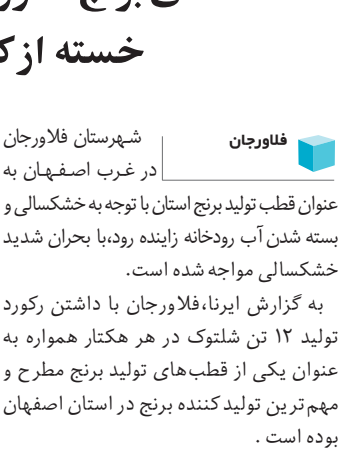 خسته از
فلاورجان
شهرستان فلاورجان
در غرب اصفهان به
عنوان قطب تولید برنج استان با توجه به خشکسالی و
بسته شدن آب رودخانه زاینده رود،با بحران شدید
خشکسالی مواجه شده است.
به گزارش ایرنا،فلاورجان با داشتن رکورد
تولید ۱۲ تن شلتوک در هر هکتار همواره به
عنوان یکی از قطب‌های تولید برنج مطرح و
مهم‌ترین تولیدکننده برنج در استان اصفهان
بوده است .